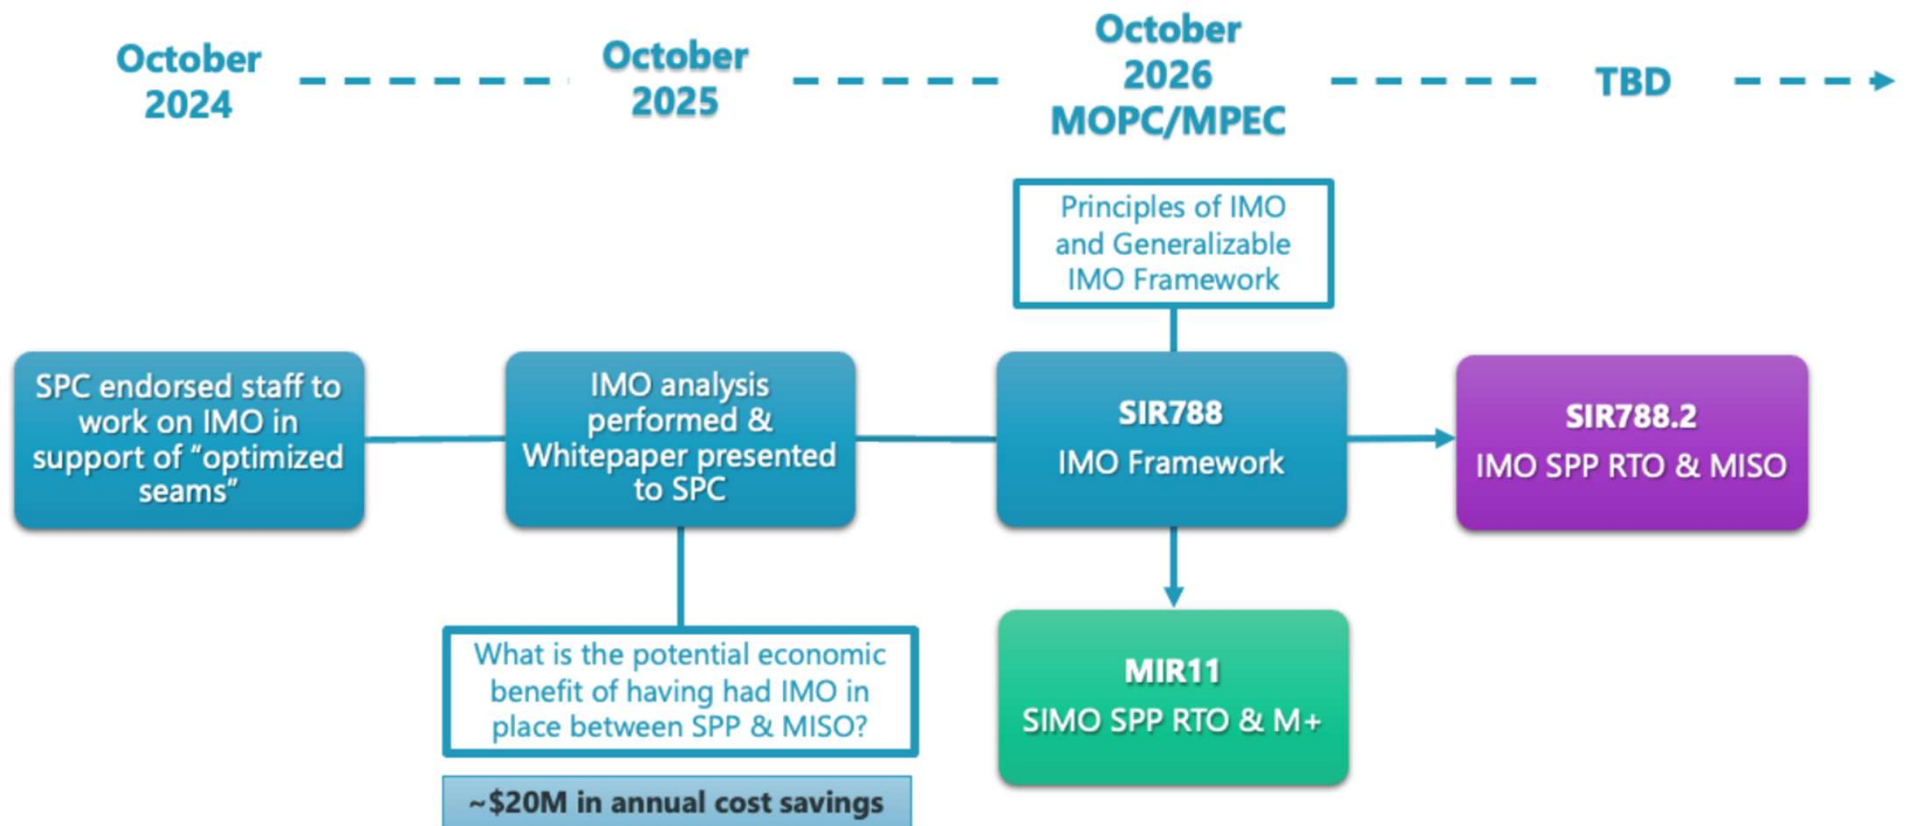 October
2024
October
2025
October
2026
MOPC/MPEC
TBD
Principles of IMO
and Generalizable
IMO Framework
SPC endorsed staff to
work on IMO in
support of “optimized
seams”
IMO analysis
performed &
Whitepaper presented
to SPC
SIR788
IMO Framework
SIR788.2
IMO SPP RTO & MISO
What is the potential economic
benefit of having had IMO in
place between SPP & MISO?
~$20M in annual cost savings
MIR11
SIMO SPP RTO & M+